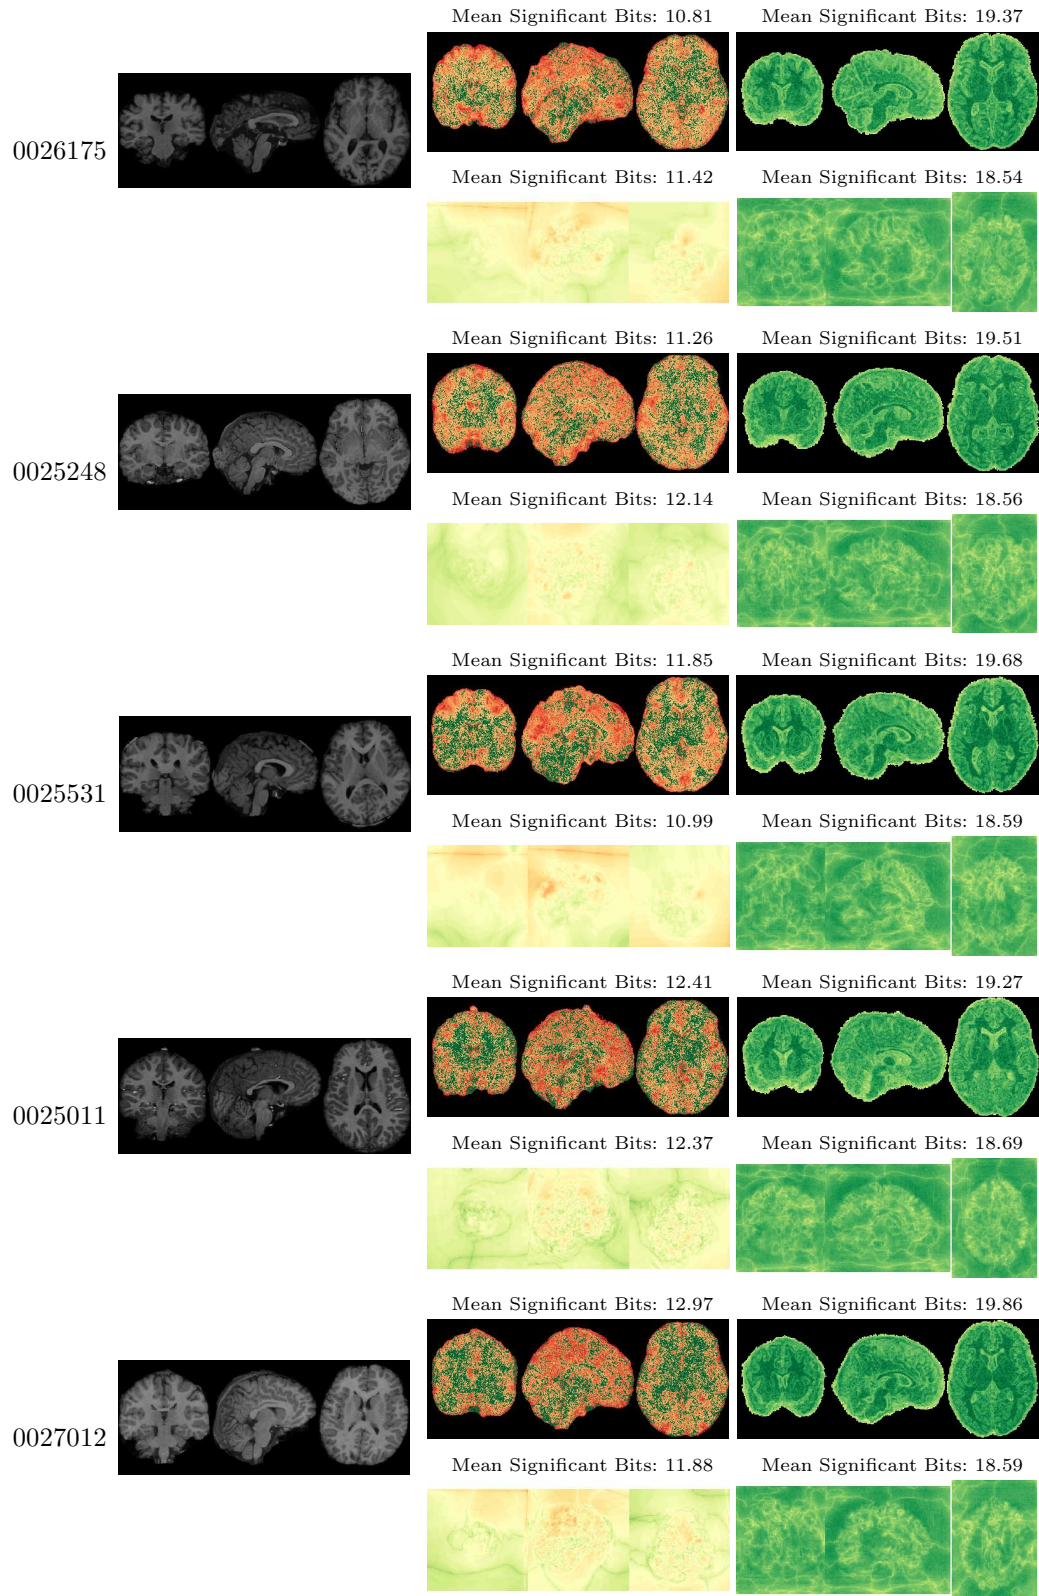 Mean Significant Bits: 10.81
Mean Significant Bits: 19.37
0026175
Mean Significant Bits: 11.42
Mean Significant Bits: 18.54
Mean Significant Bits: 11.26
Mean Significant Bits: 19.51
0025248
Mean Significant Bits: 12.14
Mean Significant Bits: 18.56
Mean Significant Bits: 11.85
Mean Significant Bits: 19.68
0025531
Mean Significant Bits: 10.99
Mean Significant Bits: 18.59
Mean Significant Bits: 12.41
Mean Significant Bits: 19.27
0025011
Mean Significant Bits: 12.37
Mean Significant Bits: 18.69
Mean Significant Bits: 12.97
Mean Significant Bits: 19.86
0027012
Mean Significant Bits: 11.88
Mean Significant Bits: 18.59